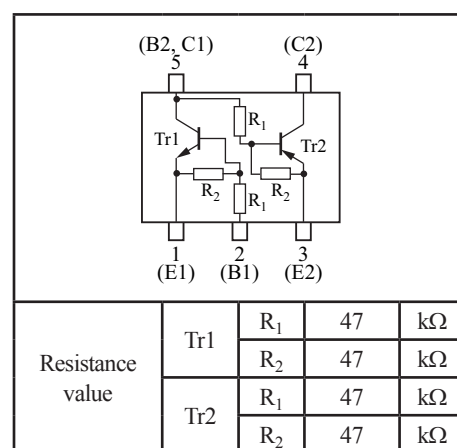 (B2, C1) (C2)
5 4
R1
Tr1 Tr2
R2 R2
R1
1 2 3
(E1) (B1) (E2)
Resistance value Tr1 R1 47 kΩ
R2 47 kΩ
Tr2 R1 47 kΩ
R2 47 kΩ